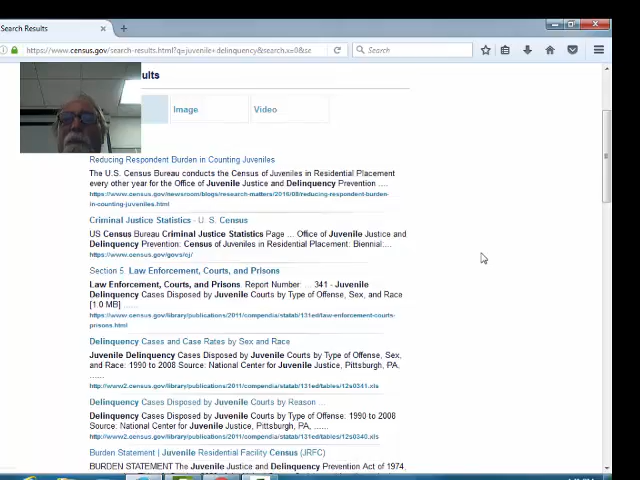 Search Results
https://www.census.gov/search-results.html?q=juvenile+delinquency&search.x=0&se
Search
ults
Image
Video
Reducing Respondent Burden in Counting Juveniles
The U.S. Census Bureau conducts the Census of Juveniles in Residential Placement
every other year for the Office of Juvenile Justice and Delinquency Prevention ....
https://www.census.gov/newsroom/blogs/research-matters/2016/08/reducing-respondent-burden-
in-counting-juveniles.html
Criminal Justice Statistics - U. S. Census
US Census Bureau Criminal Justice Statistics Page ... Office of Juvenile Justice and
Delinquency Prevention: Census of Juveniles in Residential Placement: Biennial:...
https://www.census.gov/govs/cj/
Section 5. Law Enforcement, Courts, and Prisons
Law Enforcement, Courts, and Prisons. Report Number: ... 341 - Juvenile
Delinquency Cases Disposed by Juvenile Courts by Type of Offense, Sex, and Race
[1.0 MB] ......
https://www.census.gov/library/publications/2011/compendia/statab/131ed/law-enforcement-courts-
prisons.html
Delinquency Cases and Case Rates by Sex and Race
Juvenile Delinquency Cases Disposed by Juvenile Courts by Type of Offense, Sex,
and Race: 1990 to 2008 Source: National Center for Juvenile Justice, Pittsburgh, PA,
......
http://www2.census.gov/library/publications/2011/compendia/statab/131ed/tables/12s0341.xls
Delinquency Cases Disposed by Juvenile Courts by Reason ...
Delinquency Cases Disposed by Juvenile Courts by Type of Offense: 1990 to 2008
Source: National Center for Juvenile Justice, Pittsburgh, PA, ......
http://www2.census.gov/library/publications/2011/compendia/statab/131ed/tables/12s0340.xls
Burden Statement | Juvenile Residential Facility Census (JRFC)
BURDEN STATEMENT The Juvenile Justice and Delinquency Prevention Act of 1974